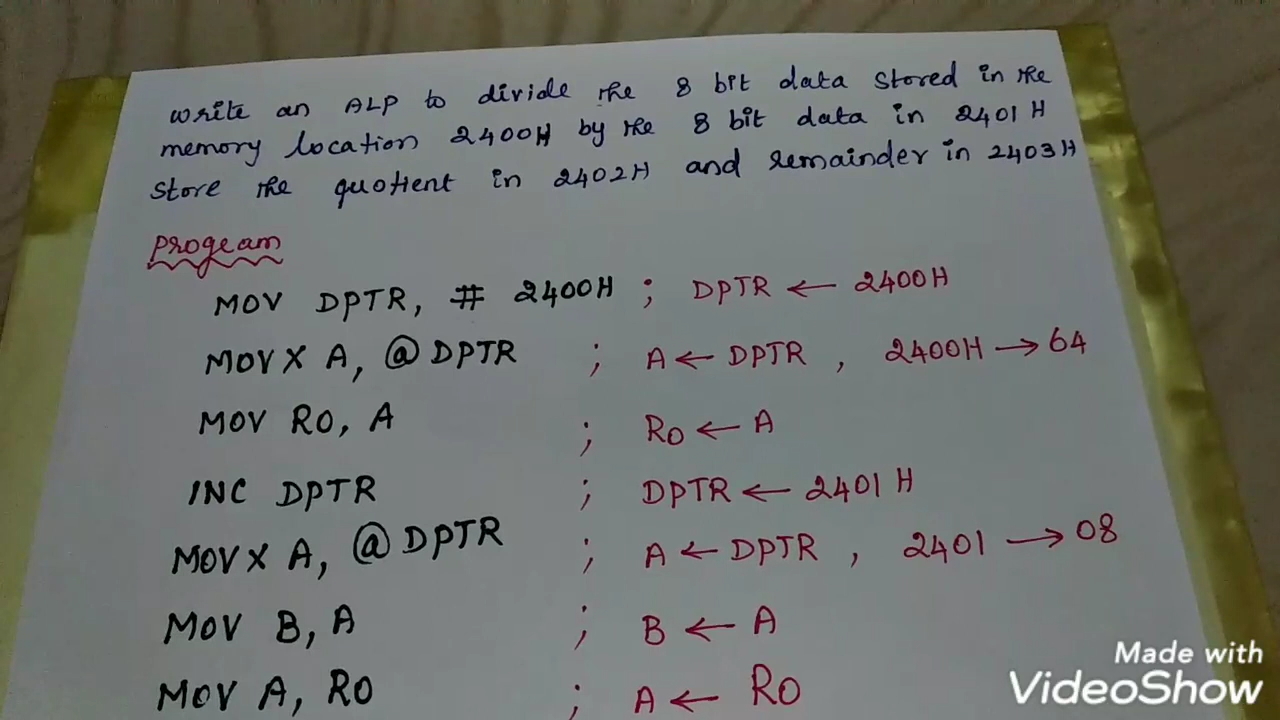 write an ALP to divide the 8 bit data stored in the
memory location 2400H by the 8 bit data in 2401 H
store the quotient in 2402H and remainder in 2403H
Program
MOV DPTR, # 2400H ; DPTR ← 2400H
MOVX A, @DPTR ; A ← DPTR , 2400H → 64
MOV R0, A ; R0 ← A
INC DPTR ; DPTR ← 2401 H
MOVX A, @DPTR ; A ← DPTR , 2401 → 08
MOV B, A ; B ← A
MOV A, R0 ; A ← R0
Made with
VideoShow